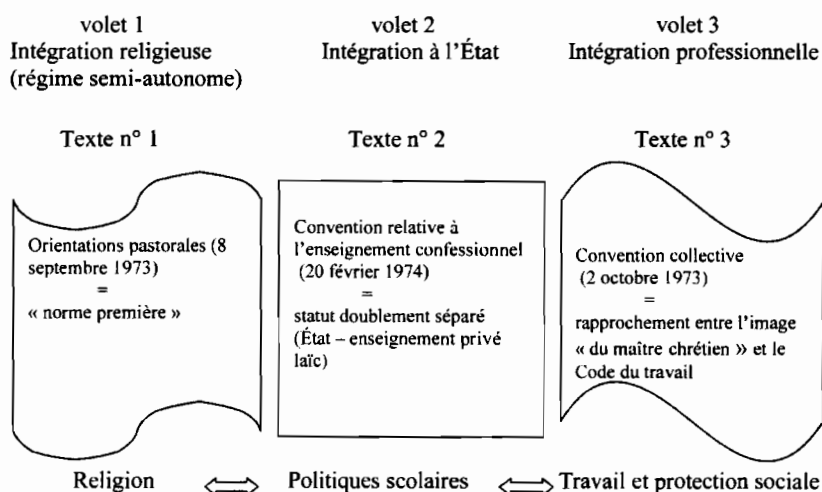 volet 1
Intégration religieuse
(régime semi-autonome)
volet 2
Intégration à l'État
volet 3
Intégration professionnelle
Texte n° 1
Texte n° 2
Texte n° 3
Orientations pastorales (8
septembre 1973)
=
« norme première »
Convention relative à
l'enseignement confessionnel
(20 février 1974)
=
statut doublement séparé
(État – enseignement privé
laïc)
Convention collective
(2 octobre 1973)
=
rapprochement entre l'image
« du maître chrétien » et le
Code du travail
Religion
Politiques scolaires
Travail et protection sociale